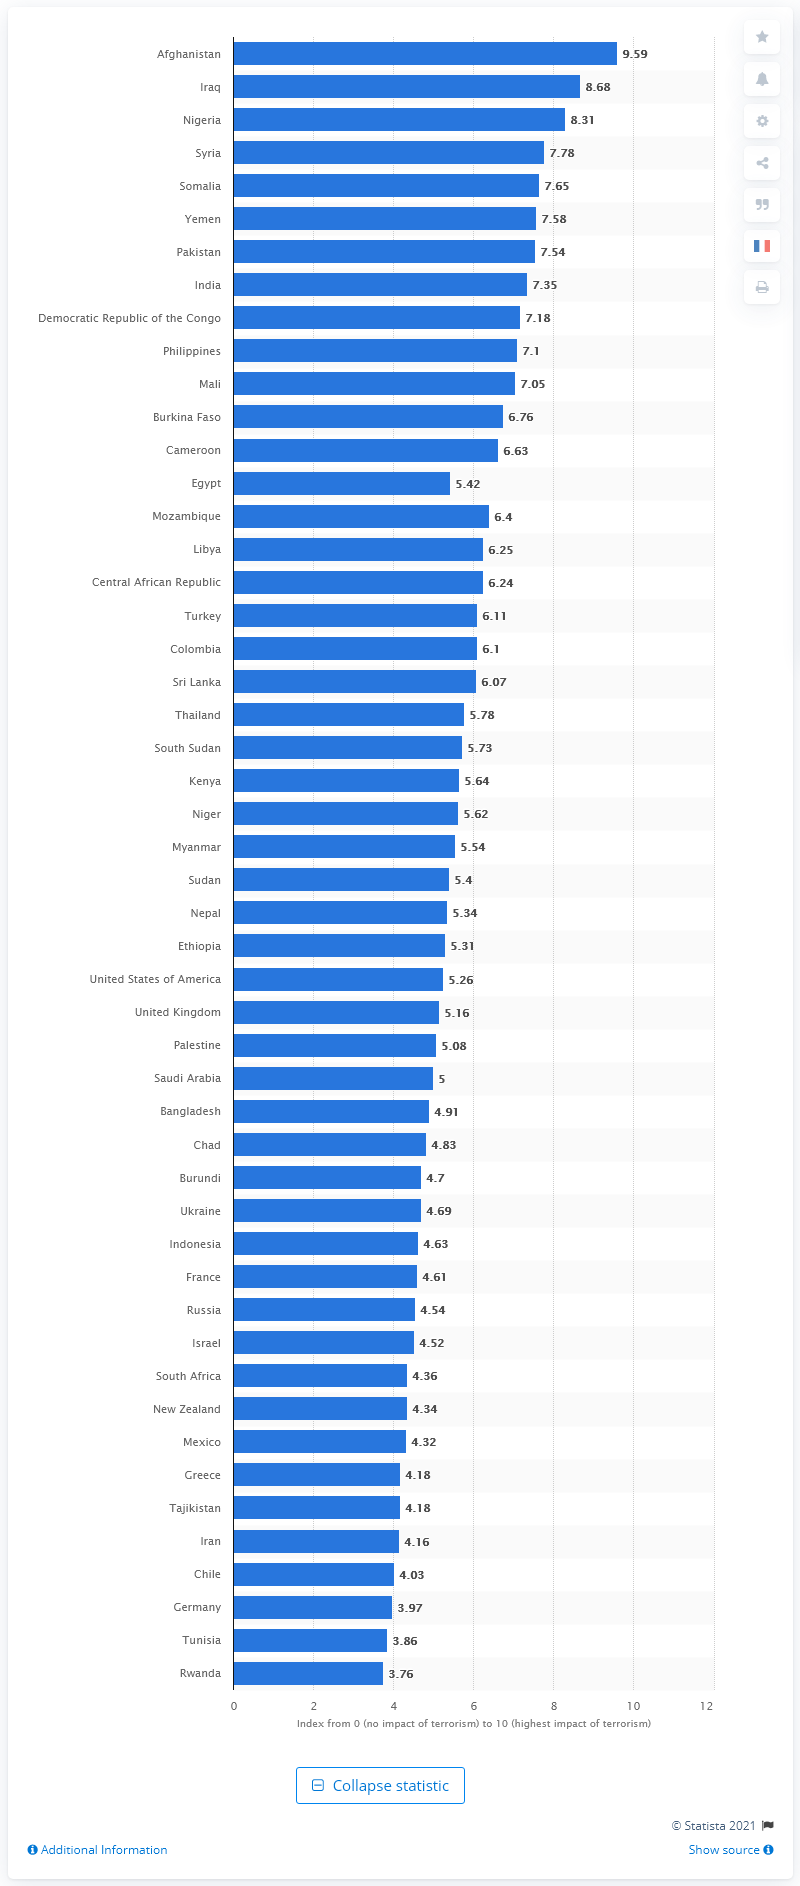 Afghanistan 9.59
Iraq 8.68
Nigeria 8.31
Syria 7.78
Somalia 7.65
Yemen 7.58
Pakistan 7.54
India 7.35
Democratic Republic of the Congo 7.18
Philippines 7.1
Mali 7.05
Burkina Faso 6.76
Cameroon 6.63
Egypt 5.42
Mozambique 6.4
Libya 6.25
Central African Republic 6.24
Turkey 6.11
Colombia 6.1
Sri Lanka 6.07
Thailand 5.78
South Sudan 5.73
Kenya 5.64
Niger 5.62
Myanmar 5.54
Sudan 5.4
Nepal 5.34
Ethiopia 5.31
United States of America 5.26
United Kingdom 5.16
Palestine 5.08
Saudi Arabia 5
Bangladesh 4.91
Chad 4.83
Burundi 4.7
Ukraine 4.69
Indonesia 4.63
France 4.61
Russia 4.54
Israel 4.52
South Africa 4.36
New Zealand 4.34
Mexico 4.32
Greece 4.18
Tajikistan 4.18
Iran 4.16
Chile 4.03
Germany 3.97
Tunisia 3.86
Rwanda 3.76
0 2 4 6 8 10 12
Index from 0 (no impact of terrorism) to 10 (highest impact of terrorism)
Collapse statistic
© Statista 2021
Additional Information Show source